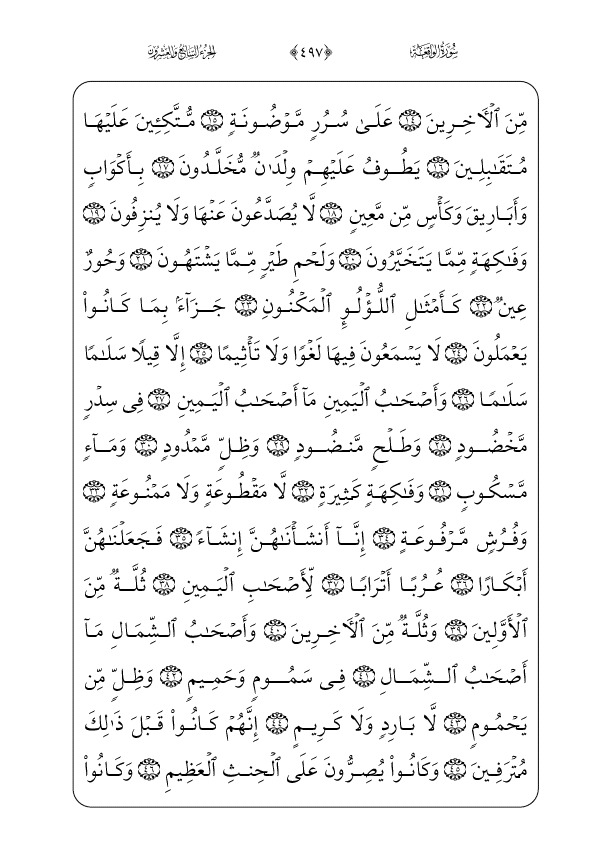 سُورَةُ الوَاقِعَةِ ﴿٤٩٧﴾ الجُزءُ السَّابِعُ وَالعِشرُونَ
مِّنَ ٱلۡأٓخِرِينَ ١٤ عَلَىٰ سُرُرٖ مَّوۡضُونَةٖ ١٥ مُّتَّكِـِٔينَ عَلَيۡهَا
مُتَقَٰبِلِينَ ١٦ يَطُوفُ عَلَيۡهِمۡ وِلۡدَٰنٞ مُّخَلَّدُونَ ١٧ بِأَكۡوَابٖ
وَأَبَارِيقَ وَكَأۡسٖ مِّن مَّعِينٖ ١٨ لَّا يُصَدَّعُونَ عَنۡهَا وَلَا يُنزِفُونَ ١٩
وَفَٰكِهَةٖ مِّمَّا يَتَخَيَّرُونَ ٢٠ وَلَحۡمِ طَيۡرٖ مِّمَّا يَشۡتَهُونَ ٢١ وَحُورٌ
عِينٞ ٢٢ كَأَمۡثَٰلِ ٱللُّؤۡلُوِٕ ٱلۡمَكۡنُونِ ٢٣ جَزَآءَۢ بِمَا كَانُواْ
يَعۡمَلُونَ ٢٤ لَا يَسۡمَعُونَ فِيهَا لَغۡوٗا وَلَا تَأۡثِيمًا ٢٥ إِلَّا قِيلٗا سَلَٰمٗا
سَلَٰمٗا ٢٦ وَأَصۡحَٰبُ ٱلۡيَمِينِ مَآ أَصۡحَٰبُ ٱلۡيَمِينِ ٢٧ فِي سِدۡرٖ
مَّخۡضُودٖ ٢٨ وَطَلۡحٖ مَّنضُودٖ ٢٩ وَظِلّٖ مَّمۡدُودٖ ٣٠ وَمَآءٖ
مَّسۡكُوبٖ ٣١ وَفَٰكِهَةٖ كَثِيرَةٖ ٣٢ لَّا مَقۡطُوعَةٖ وَلَا مَمۡنُوعَةٖ ٣٣
وَفُرُشٖ مَّرۡفُوعَةٍ ٣٤ إِنَّآ أَنشَأۡنَٰهُنَّ إِنشَآءٗ ٣٥ فَجَعَلۡنَٰهُنَّ
أَبۡكَارًا ٣٦ عُرُبًا أَتۡرَابٗا ٣٧ لِّأَصۡحَٰبِ ٱلۡيَمِينِ ٣٨ ثُلَّةٞ مِّنَ
ٱلۡأَوَّلِينَ ٣٩ وَثُلَّةٞ مِّنَ ٱلۡأٓخِرِينَ ٤٠ وَأَصۡحَٰبُ ٱلشِّمَالِ مَآ
أَصۡحَٰبُ ٱلشِّمَالِ ٤١ فِي سَمُومٖ وَحَمِيمٖ ٤٢ وَظِلّٖ مِّن
يَحۡمُومٖ ٤٣ لَّا بَارِدٖ وَلَا كَرِيمٍ ٤٤ إِنَّهُمۡ كَانُواْ قَبۡلَ ذَٰلِكَ
مُتۡرَفِينَ ٤٥ وَكَانُواْ يُصِرُّونَ عَلَى ٱلۡحِنثِ ٱلۡعَظِيمِ ٤٦ وَكَانُواْ